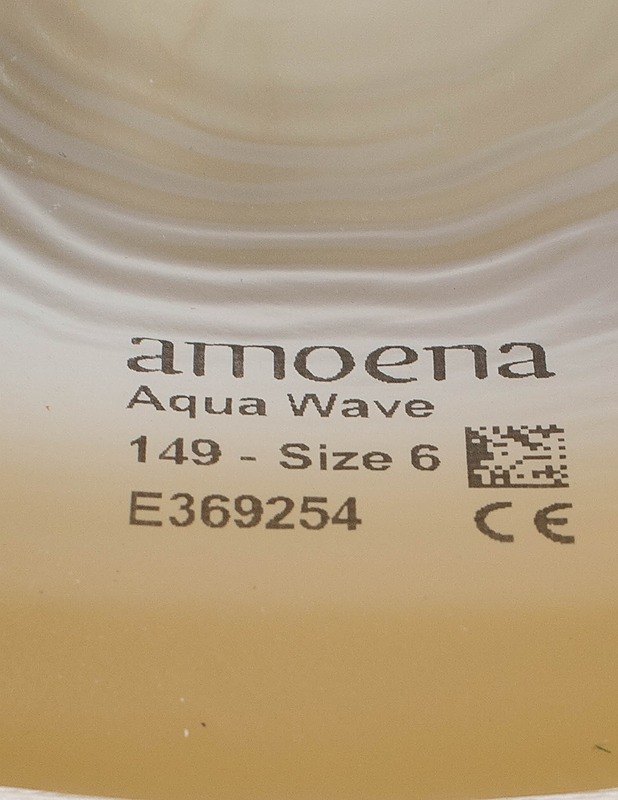 amoena
Aqua Wave
149 - Size 6
E369254
CE